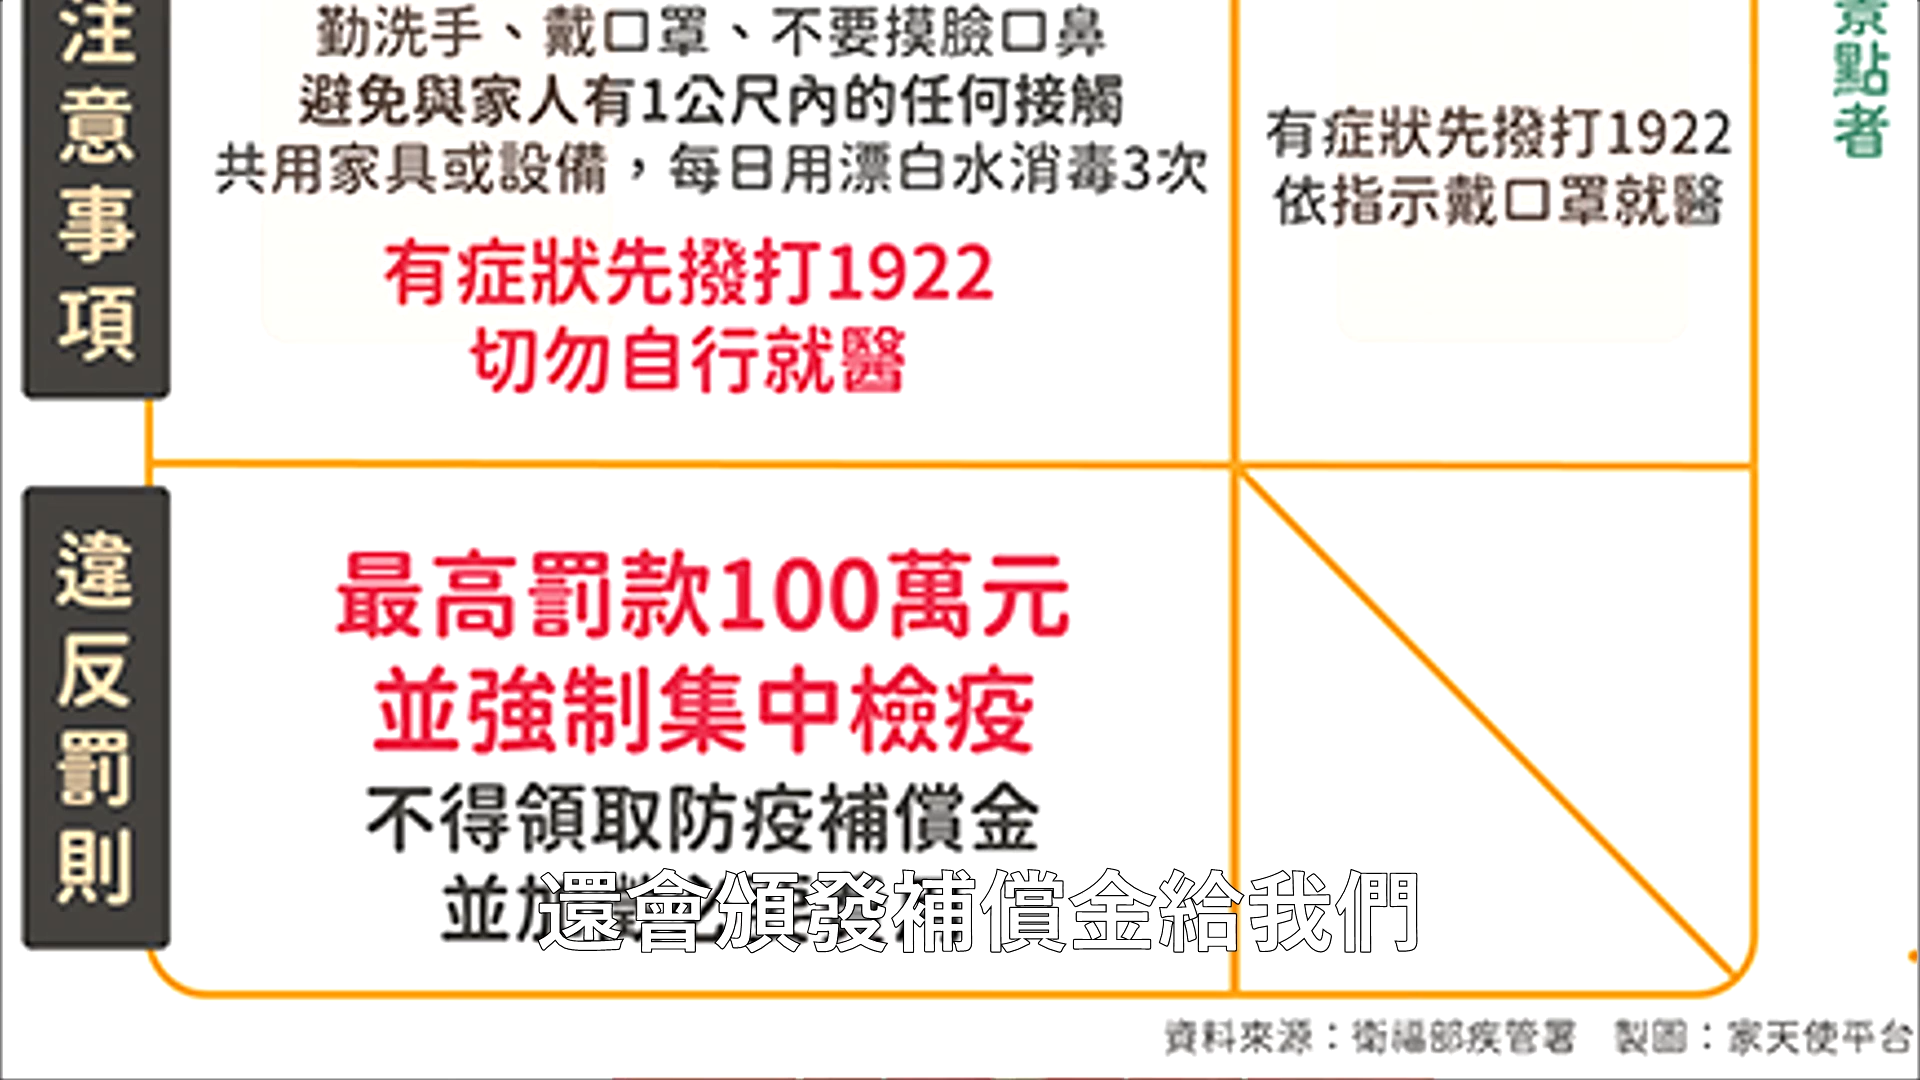 注意事項
勤洗手、戴口罩、不要摸臉口鼻
避免與家人有1公尺內的任何接觸
共用家具或設備，每日用漂白水消毒3次
有症狀先撥打1922
切勿自行就醫
有症狀先撥打1922
依指示戴口罩就醫
景點者
違反罰則
最高罰款100萬元
並強制集中檢疫
不得領取防疫補償金
並
還會頒發補償金給我們
資料來源：衛福部疾管署 製圖：家天使平台